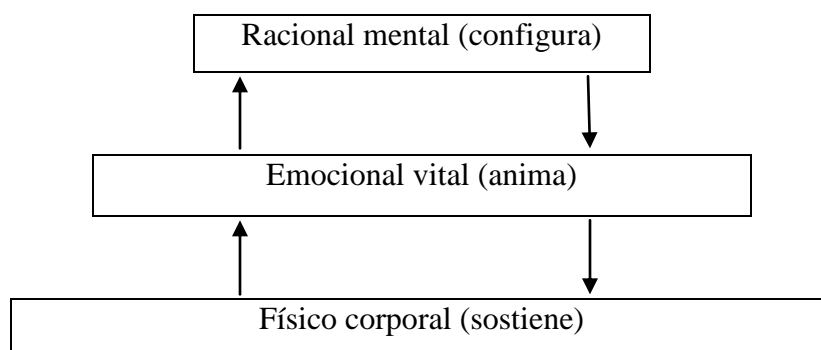 Racional mental (configura)
Emocional vital (anima)
Físico corporal (sostiene)